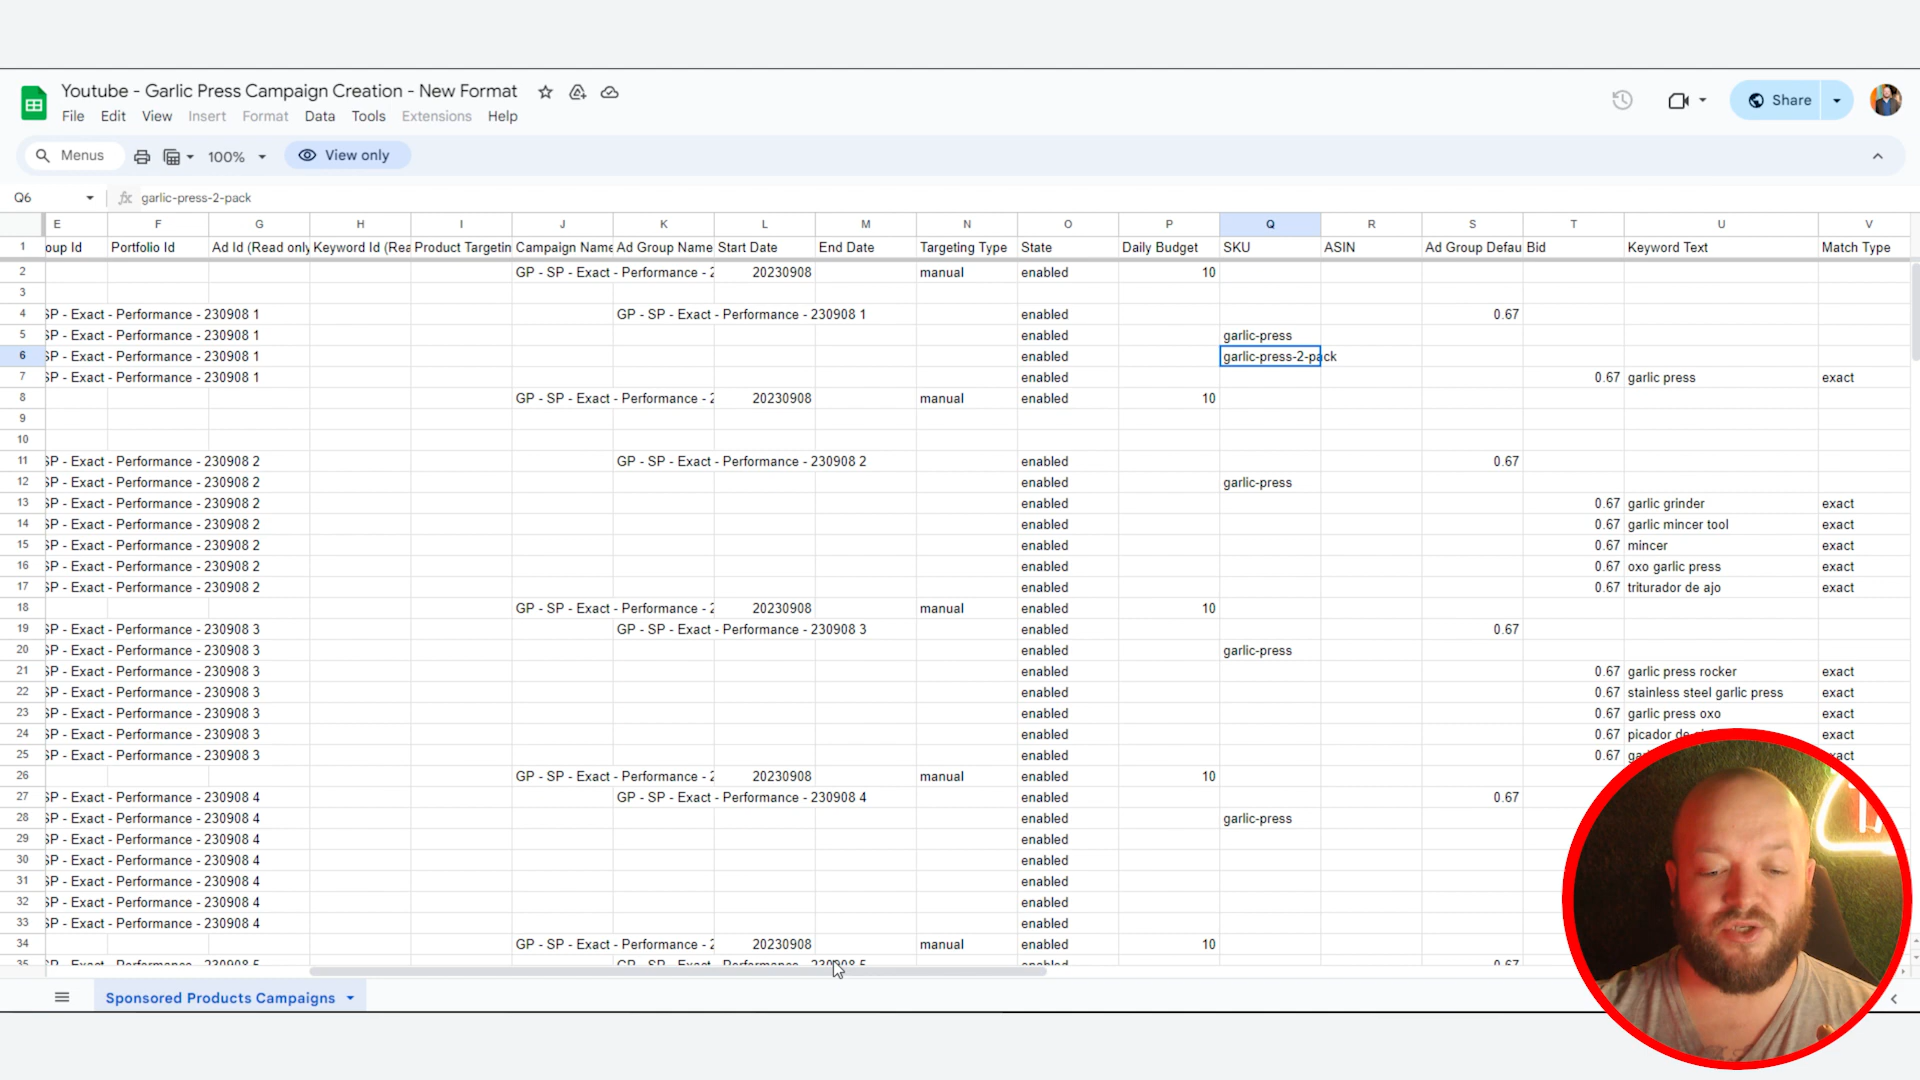 Youtube - Garlic Press Campaign Creation - New Format
File Edit View Insert Format Data Tools Extensions Help
Share
Menus 100% View only
Q6 garlic-press-2-pack
E F G H I J K L M N O P Q R S T U V
1 oup Id Portfolio Id Ad Id (Read only Keyword Id (Rea Product Targetin Campaign Name Ad Group Name Start Date End Date Targeting Type State Daily Budget SKU ASIN Ad Group Defau Bid Keyword Text Match Type
2 GP - SP - Exact - Performance - 2 20230908 manual enabled 10
3
4 SP - Exact - Performance - 230908 1 GP - SP - Exact - Performance - 230908 1 enabled 0.67
5 SP - Exact - Performance - 230908 1 enabled garlic-press
6 SP - Exact - Performance - 230908 1 enabled garlic-press-2-pack
7 SP - Exact - Performance - 230908 1 enabled 0.67 garlic press exact
8 GP - SP - Exact - Performance - 2 20230908 manual enabled 10
9
10
11 SP - Exact - Performance - 230908 2 GP - SP - Exact - Performance - 230908 2 enabled 0.67
12 SP - Exact - Performance - 230908 2 enabled garlic-press
13 SP - Exact - Performance - 230908 2 enabled 0.67 garlic grinder exact
14 SP - Exact - Performance - 230908 2 enabled 0.67 garlic mincer tool exact
15 SP - Exact - Performance - 230908 2 enabled 0.67 mincer exact
16 SP - Exact - Performance - 230908 2 enabled 0.67 oxo garlic press exact
17 SP - Exact - Performance - 230908 2 enabled 0.67 triturador de ajo exact
18 GP - SP - Exact - Performance - 2 20230908 manual enabled 10
19 SP - Exact - Performance - 230908 3 GP - SP - Exact - Performance - 230908 3 enabled 0.67
20 SP - Exact - Performance - 230908 3 enabled garlic-press
21 SP - Exact - Performance - 230908 3 enabled 0.67 garlic press rocker exact
22 SP - Exact - Performance - 230908 3 enabled 0.67 stainless steel garlic press exact
23 SP - Exact - Performance - 230908 3 enabled 0.67 garlic press oxo exact
24 SP - Exact - Performance - 230908 3 enabled 0.67 picador de exact
25 SP - Exact - Performance - 230908 3 enabled 0.67
26 GP - SP - Exact - Performance - 2 20230908 manual enabled 10
27 SP - Exact - Performance - 230908 4 GP - SP - Exact - Performance - 230908 4 enabled 0.67
28 SP - Exact - Performance - 230908 4 enabled garlic-press
29 SP - Exact - Performance - 230908 4 enabled
30 SP - Exact - Performance - 230908 4 enabled
31 SP - Exact - Performance - 230908 4 enabled
32 SP - Exact - Performance - 230908 4 enabled
33 SP - Exact - Performance - 230908 4 enabled
34 GP - SP - Exact - Performance - 2 20230908 manual enabled 10
35 SP - Exact - Performance - 230908 5 GP - SP - Exact - Performance - 230908 5 enabled 0.67
Sponsored Products Campaigns